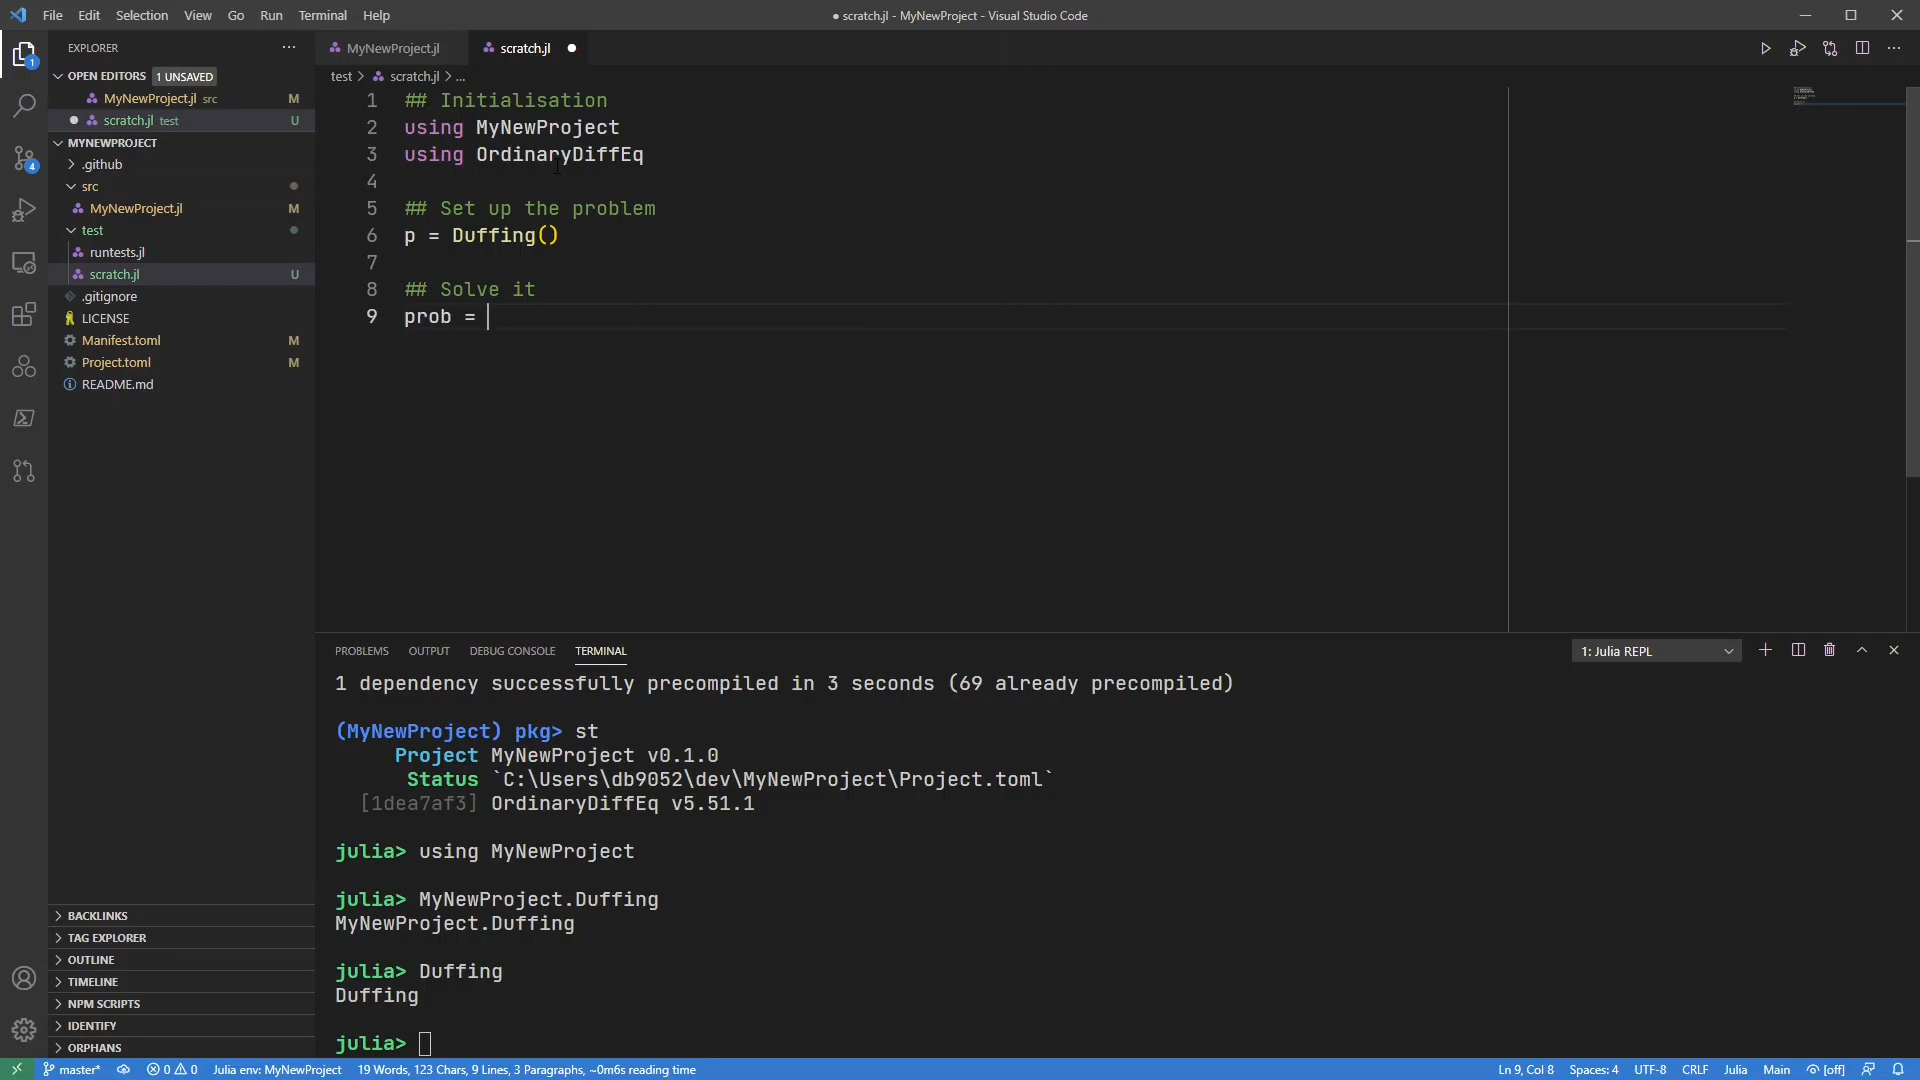 File Edit Selection View Go Run Terminal Help
● scratch.jl - MyNewProject - Visual Studio Code
EXPLORER
MyNewProject.jl
scratch.jl
OPEN EDITORS 1 UNSAVED
MyNewProject.jl src M
scratch.jl test U
MYNEWPROJECT
.github
src
MyNewProject.jl M
test
runtests.jl
scratch.jl U
.gitignore
LICENSE
Manifest.toml M
Project.toml M
README.md
BACKLINKS
TAG EXPLORER
OUTLINE
TIMELINE
NPM SCRIPTS
IDENTIFY
ORPHANS
1
4
test > scratch.jl > ...
1 ## Initialisation
2 using MyNewProject
3 using OrdinaryDiffEq
4
5 ## Set up the problem
6 p = Duffing()
7
8 ## Solve it
9 prob =
PROBLEMS OUTPUT DEBUG CONSOLE TERMINAL
1: Julia REPL
1 dependency successfully precompiled in 3 seconds (69 already precompiled)
(MyNewProject) pkg> st
Project MyNewProject v0.1.0
Status `C:\Users\db9052\dev\MyNewProject\Project.toml`
[1dea7af3] OrdinaryDiffEq v5.51.1
julia> using MyNewProject
julia> MyNewProject.Duffing
MyNewProject.Duffing
julia> Duffing
Duffing
julia>
master* 0 0 Julia env: MyNewProject 19 Words, 123 Chars, 9 Lines, 3 Paragraphs, ~0m6s reading time
Ln 9, Col 8 Spaces: 4 UTF-8 CRLF Julia Main [off]